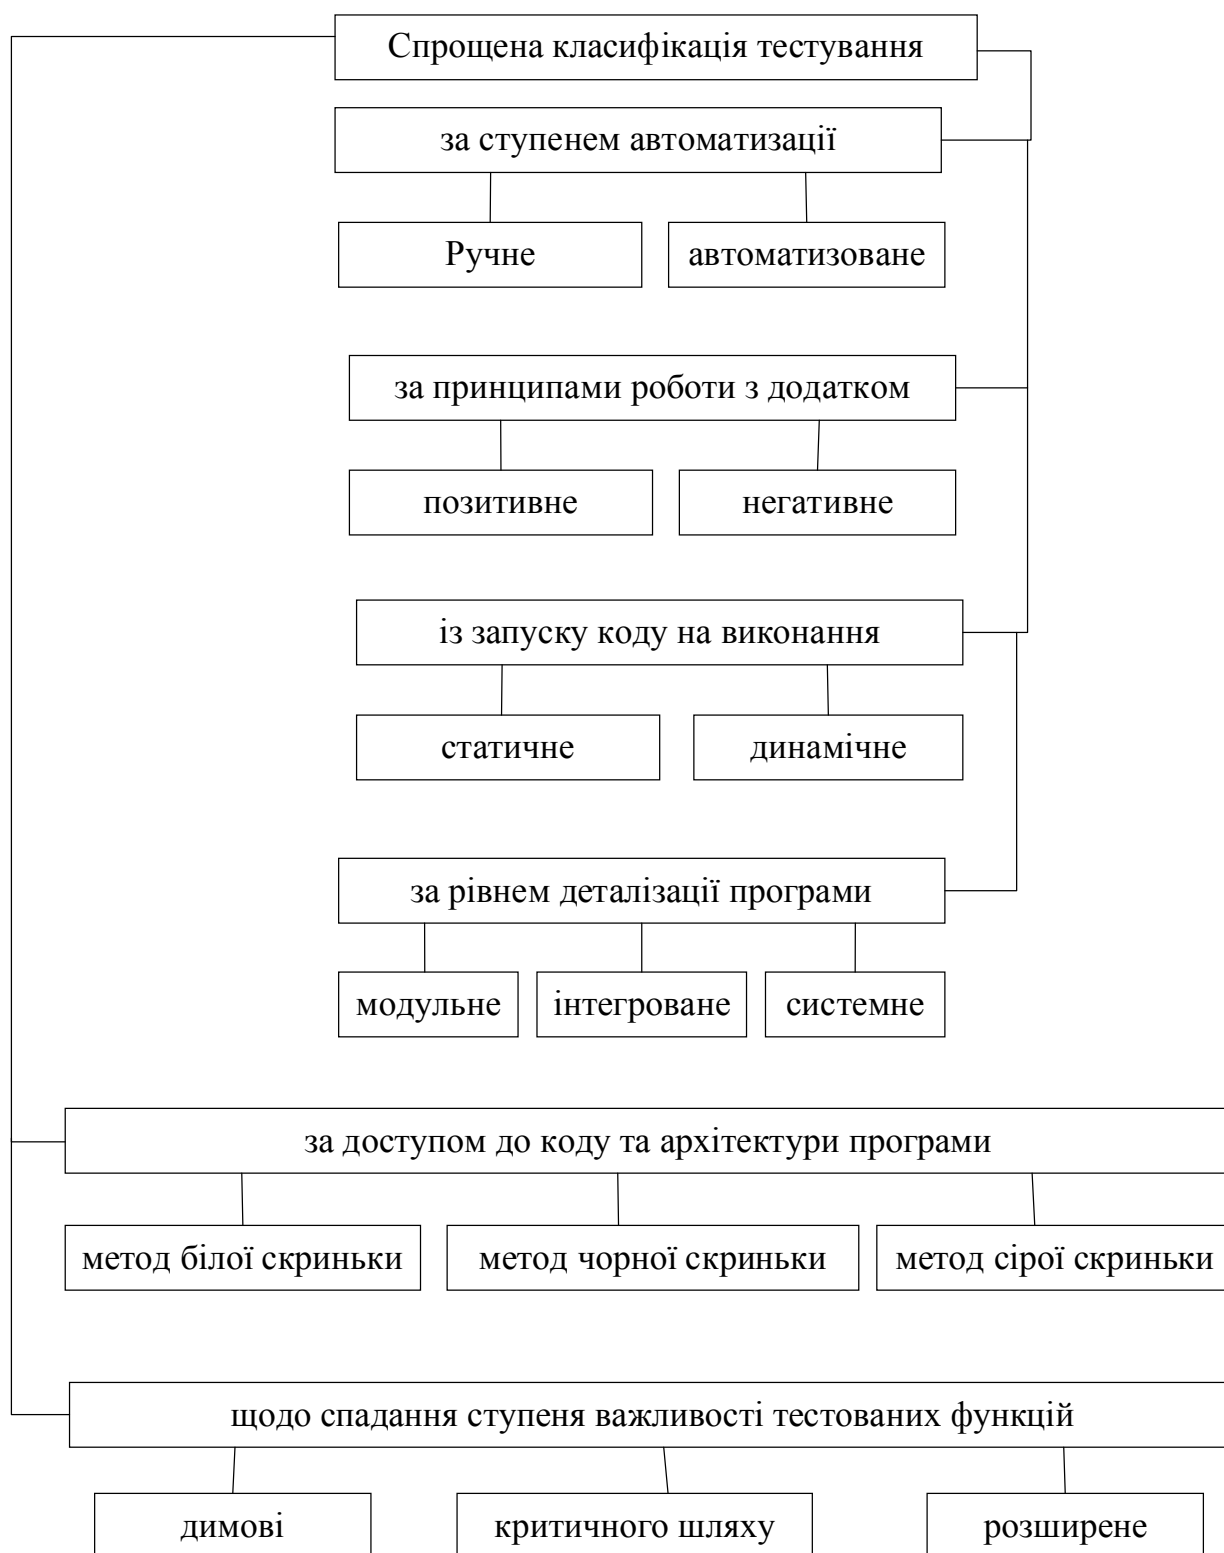 Спрощена класифікація тестування
за ступенем автоматизації
Ручне
автоматизоване
за принципами роботи з додатком
позитивне
негативне
із запуску коду на виконання
статичне
динамічне
за рівнем деталізації програми
модульне
інтегроване
системне
за доступом до коду та архітектури програми
метод білої скриньки
метод чорної скриньки
метод сірої скриньки
щодо спадання ступеня важливості тестованих функцій
димові
критичного шляху
розширене